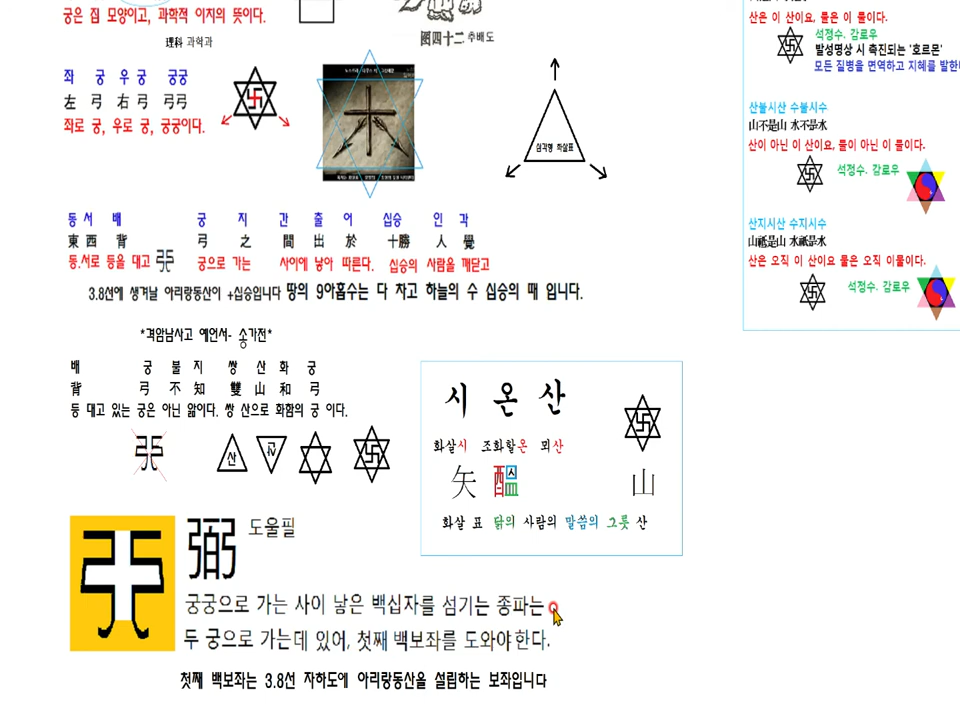 궁은 집 모양이고, 과학적 이치의 뜻이다.
理科 과학과
圖四十二 추배도
좌 궁 우 궁 궁궁
左 弓 右 弓 弓弓
좌로 궁, 우로 궁, 궁궁이다.
삼각형 화살표
동 서 배 궁 지 간 출 어 십승 인 각
東 西 背 弓 之 間 出 於 十勝 人 覺
동.서로 등을 대고 궁으로 가는 사이에 낳아 따른다. 십승의 사람을 깨닫고
3.8선에 생겨날 아리랑동산이 +십승입니다 땅의 9아홉수는 다 차고 하늘의 수 십승의 때 입니다.
*격암남사고 예언서- 송가전*
배 궁 불 지 쌍 산 화 궁
背 弓 不 知 雙 山 和 弓
등 대고 있는 궁은 아닌 앎이다. 쌍 산으로 화함의 궁 이다.
산
시 온 산
화살시 조화할온 뫼산
矢 醞 山
화살 표 닭의 사람의 말씀의 그릇 산
弼 도울필
궁궁으로 가는 사이 낳은 백십자를 섬기는 종파는
두 궁으로 가는데 있어, 첫째 백보좌를 도와야한다.
첫째 백보좌는 3.8선 자하도에 아리랑동산을 설립하는 보좌입니다
산은 이 산이요, 물은 이 물이다.
석정수. 감로우
발성명상 시 촉진되는 '호르몬'
모든 질병을 면역하고 지혜를 발한
산불시산 수불시수
山不是山 水不是水
산이 아닌 이 산이요, 물이 아닌 이 물이다.
석정수. 감로우
산지시산 수지시수
山祗是山 水祗是水
산은 오직 이 산이요 물은 오직 이물이다.
석정수. 감로우